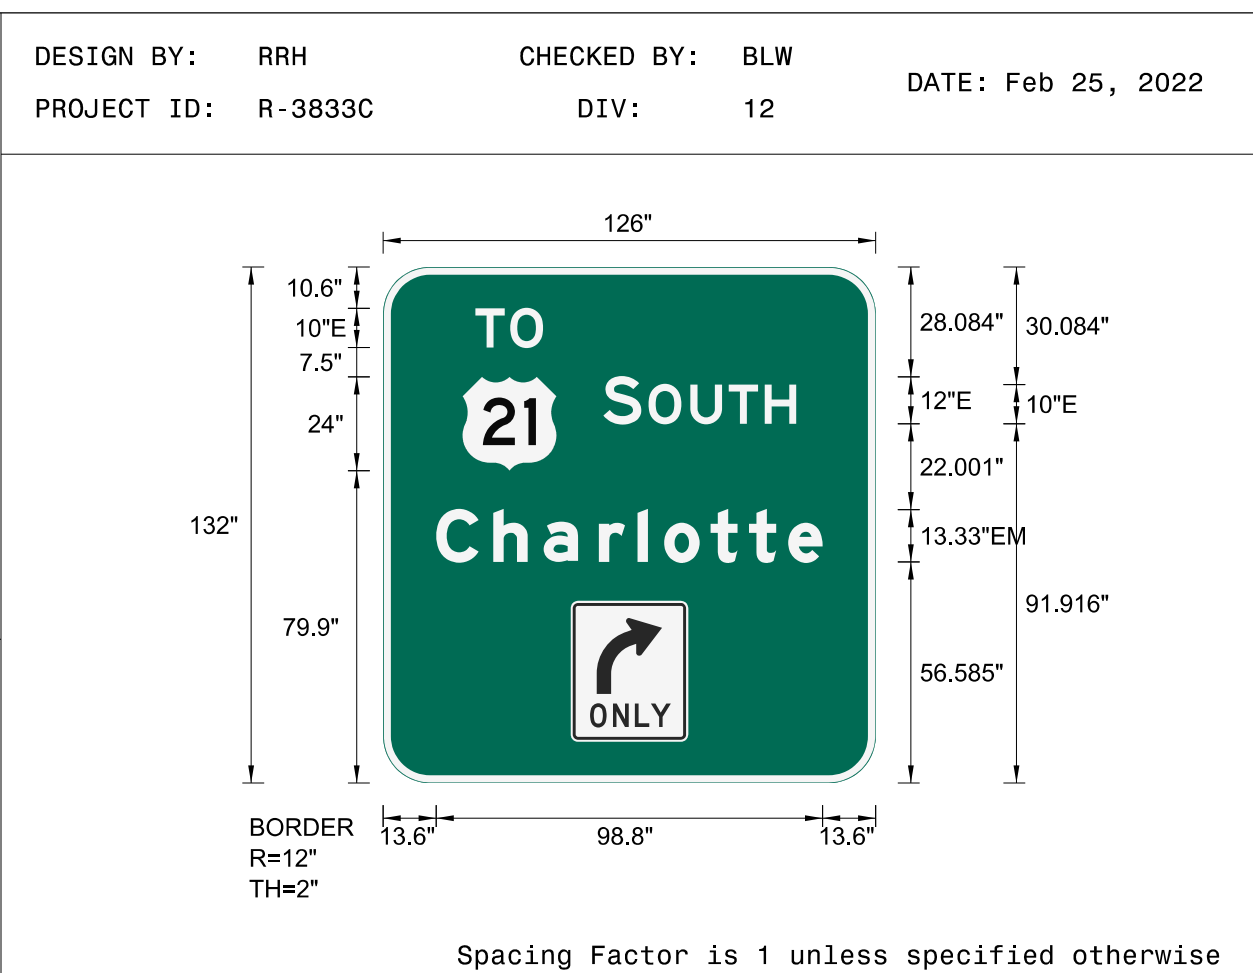 DESIGN BY: RRH CHECKED BY: BLW DATE: Feb 25, 2022
PROJECT ID: R-3833C DIV: 12
126"
10.6"
10"E
7.5"
24"
132"
79.9"
TO
21 SOUTH
Charlotte
ONLY
28.084" 30.084"
12"E 10"E
22.001"
13.33"EM
91.916"
56.585"
13.6" 98.8" 13.6"
BORDER
R=12"
TH=2"
Spacing Factor is 1 unless specified otherwise